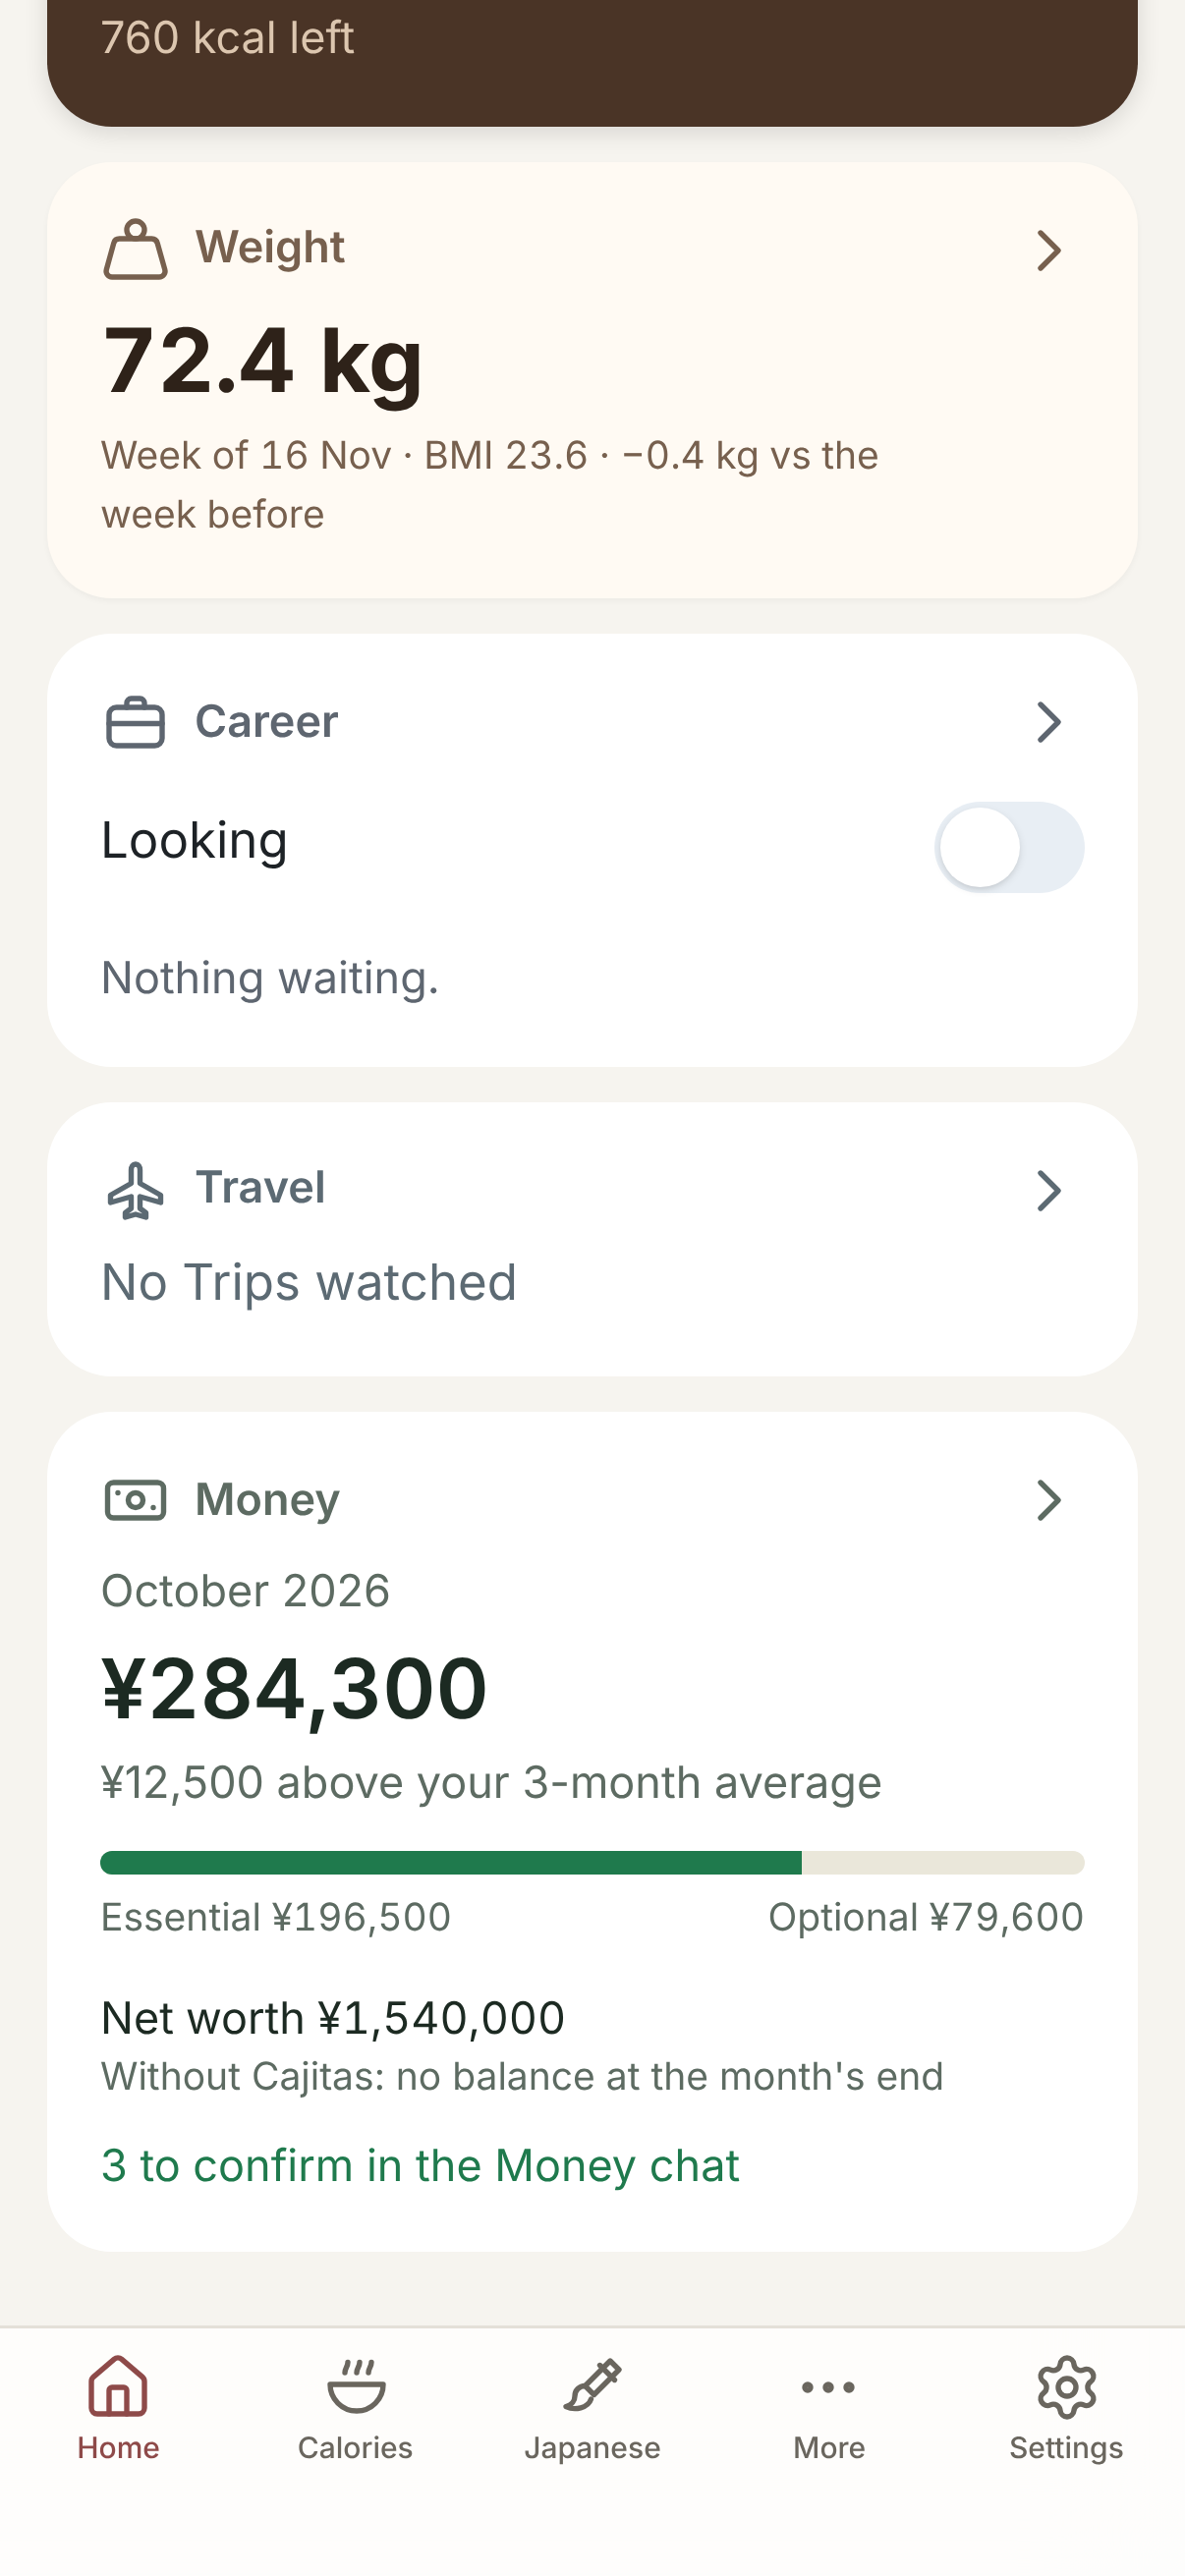 760 kcal left
Weight
72.4 kg
Week of 16 Nov · BMI 23.6 · −0.4 kg vs the
week before
Career
Looking
Nothing waiting.
Travel
No Trips watched
Money
October 2026
¥284,300
¥12,500 above your 3-month average
Essential ¥196,500
Optional ¥79,600
Net worth ¥1,540,000
Without Cajitas: no balance at the month's end
3 to confirm in the Money chat
Home
Calories
Japanese
More
Settings